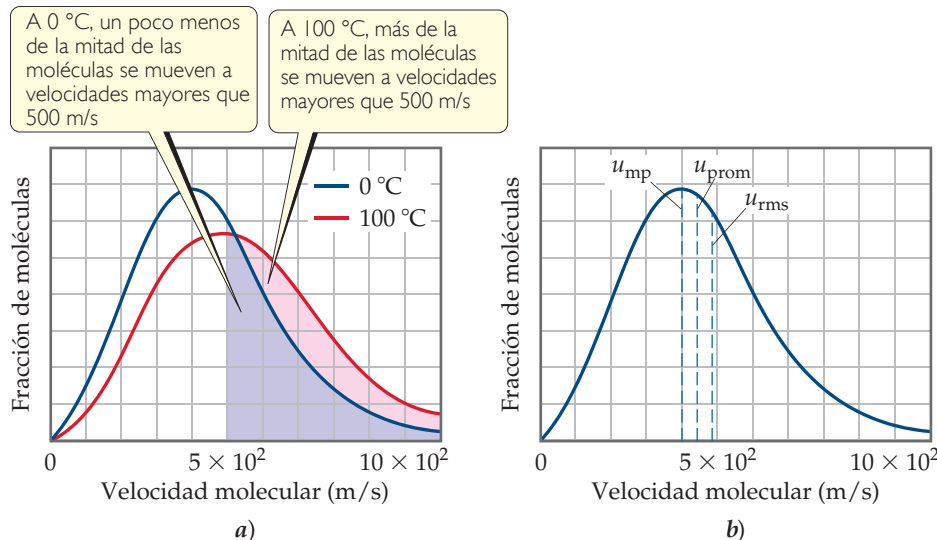 A 0 °C, un poco menos
de la mitad de las
moléculas se mueven a
velocidades mayores que
500 m/s
A 100 °C, más de la
mitad de las moléculas
se mueven a velocidades
mayores que 500 m/s
0 °C
100 °C
Fracción de moléculas
0
5 × 10²
10 × 10²
Velocidad molecular (m/s)
a)
u_mp
u_prom
u_rms
Fracción de moléculas
0
5 × 10²
10 × 10²
Velocidad molecular (m/s)
b)